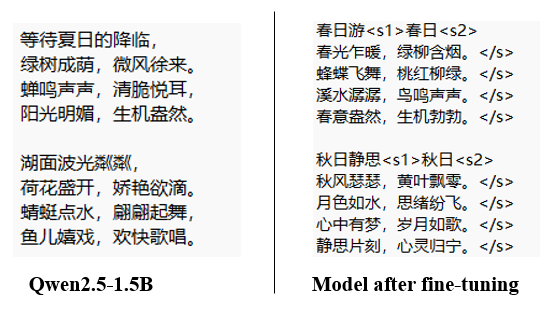 等待夏日的降临，
绿树成荫，微风徐来。
蝉鸣声声，清脆悦耳，
阳光明媚，生机盎然。
湖面波光粼粼，
荷花盛开，娇艳欲滴。
蜻蜓点水，翩翩起舞，
鱼儿嬉戏，欢快歌唱。
Qwen2.5-1.5B
春日游<s1>春日<s2>
春光乍暖，绿柳含烟。</s>
蜂蝶飞舞，桃红柳绿。</s>
溪水潺潺，鸟鸣声声。</s>
春意盎然，生机勃勃。</s>
秋日静思<s1>秋日<s2>
秋风瑟瑟，黄叶飘零。</s>
月色如水，思绪纷飞。</s>
心中有梦，岁月如歌。</s>
静思片刻，心灵归宁。</s>
Model after fine-tuning